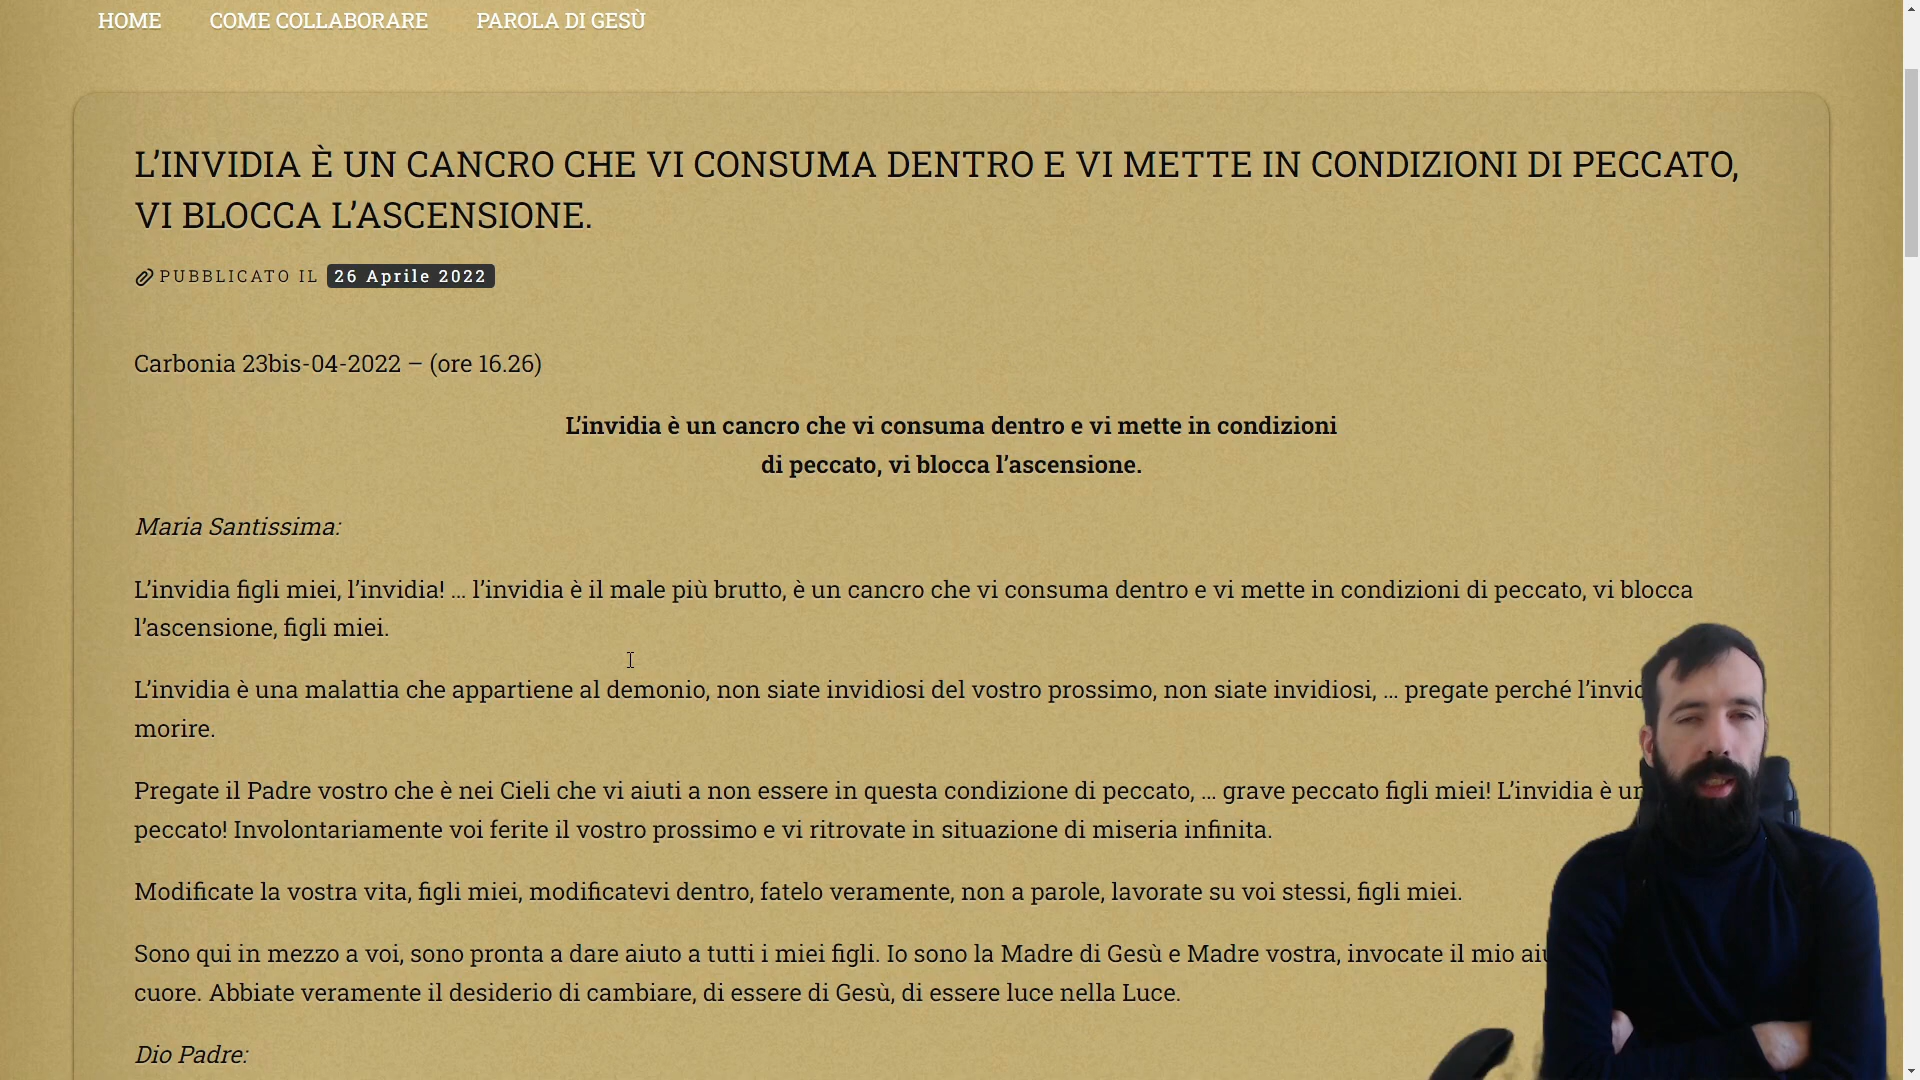 HOME COME COLLABORARE PAROLA DI GESÙ
L’INVIDIA È UN CANCRO CHE VI CONSUMA DENTRO E VI METTE IN CONDIZIONI DI PECCATO,
VI BLOCCA L’ASCENSIONE.
PUBBLICATO IL 26 Aprile 2022
Carbonia 23bis-04-2022 – (ore 16.26)
L’invidia è un cancro che vi consuma dentro e vi mette in condizioni
di peccato, vi blocca l’ascensione.
Maria Santissima:
L’invidia figli miei, l’invidia! … l’invidia è il male più brutto, è un cancro che vi consuma dentro e vi mette in condizioni di peccato, vi blocca
l’ascensione, figli miei.
L’invidia è una malattia che appartiene al demonio, non siate invidiosi del vostro prossimo, non siate invidiosi, … pregate perché
morire.
Pregate il Padre vostro che è nei Cieli che vi aiuti a non essere in questa condizione di peccato, … grave peccato figli miei! L’invidia è
peccato! Involontariamente voi ferite il vostro prossimo e vi ritrovate in situazione di miseria infinita.
Modificate la vostra vita, figli miei, modificatevi dentro, fatelo veramente, non a parole, lavorate su voi stessi, figli miei.
Sono qui in mezzo a voi, sono pronta a dare aiuto a tutti i miei figli. Io sono la Madre di Gesù e Madre vostra, invocate il mio
cuore. Abbiate veramente il desiderio di cambiare, di essere di Gesù, di essere luce nella Luce.
Dio Padre: